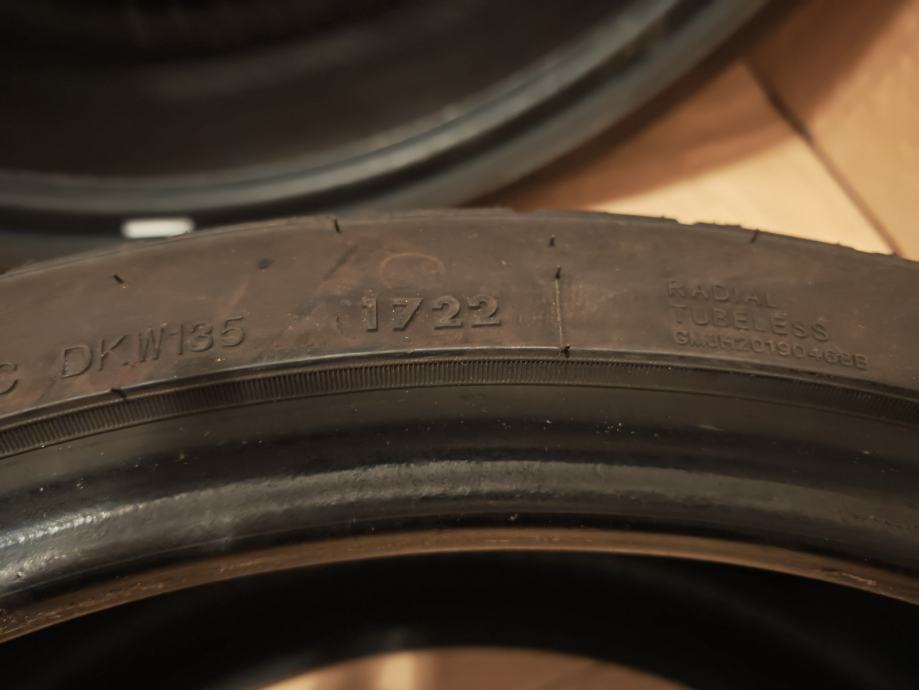 C DKW135 1722
RADIAL
TUBELESS